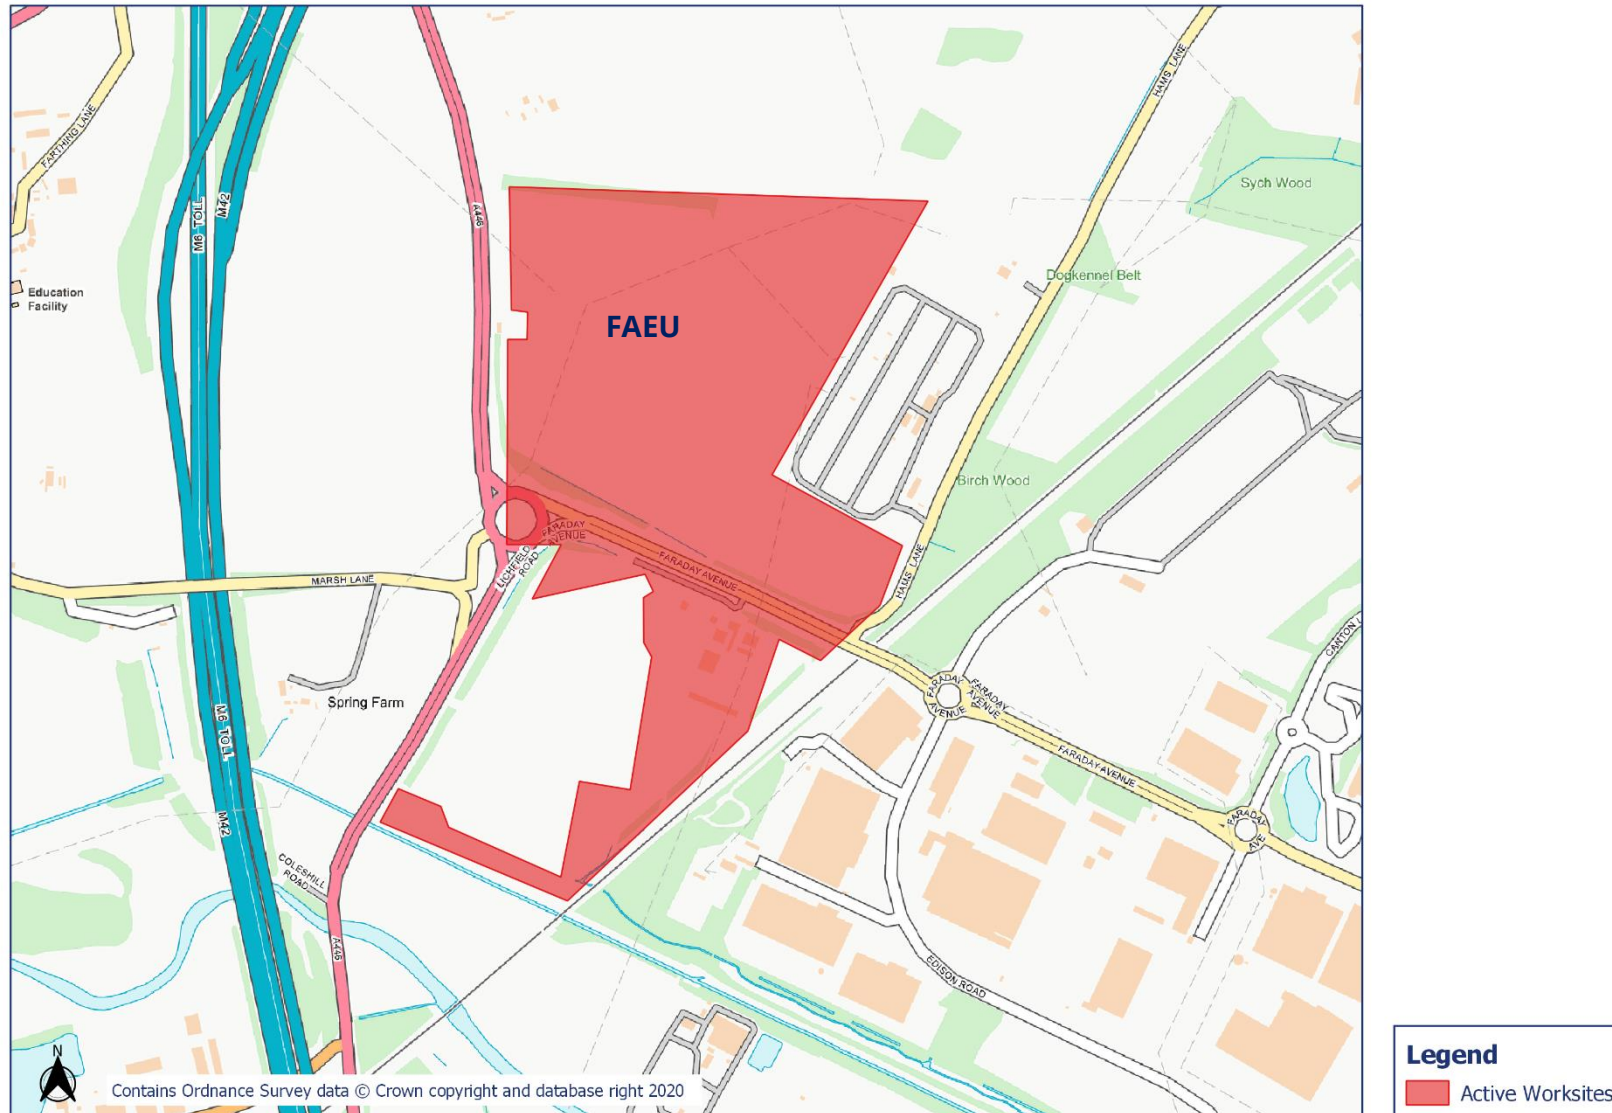 FARTHING LANE
M6 TOLL
M42
A446
HAMS LANE
Sych Wood
Dogkennel Belt
Education
Facility
FAEU
Birch Wood
FARADAY
AVENUE
LICHFIELD
ROAD
FARADAY AVENUE
HAMS LANE
MARSH LANE
CANTON L
Spring Farm
FARADAY
AVENUE
FARADAY
AVENUE
M6 TOLL
FARADAY AVENUE
M42
FARADAY
AVE
COLESHILL
ROAD
A446
EDISON ROAD
N
Contains Ordnance Survey data © Crown copyright and database right 2020
Legend
Active Worksites